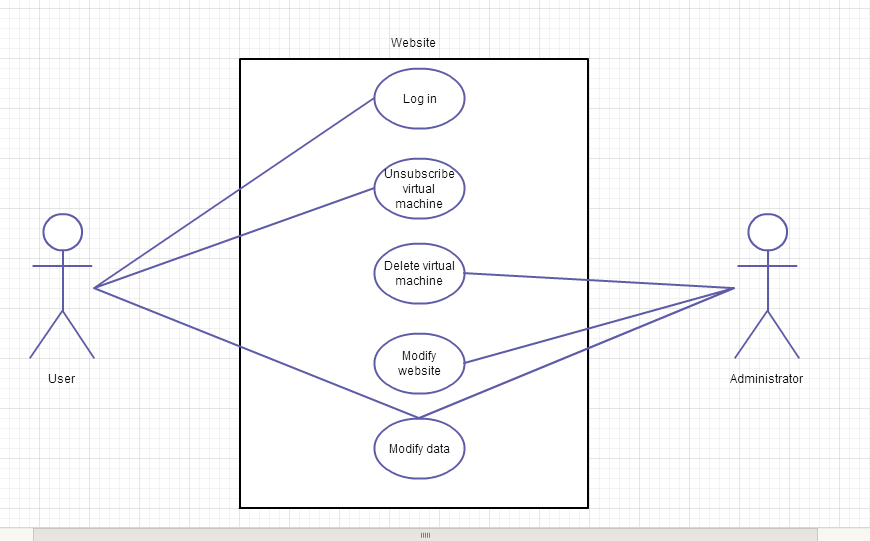 Website
Log in
Unsubscribe
virtual
machine
Delete virtual
machine
Modify
website
Modify data
User
Administrator